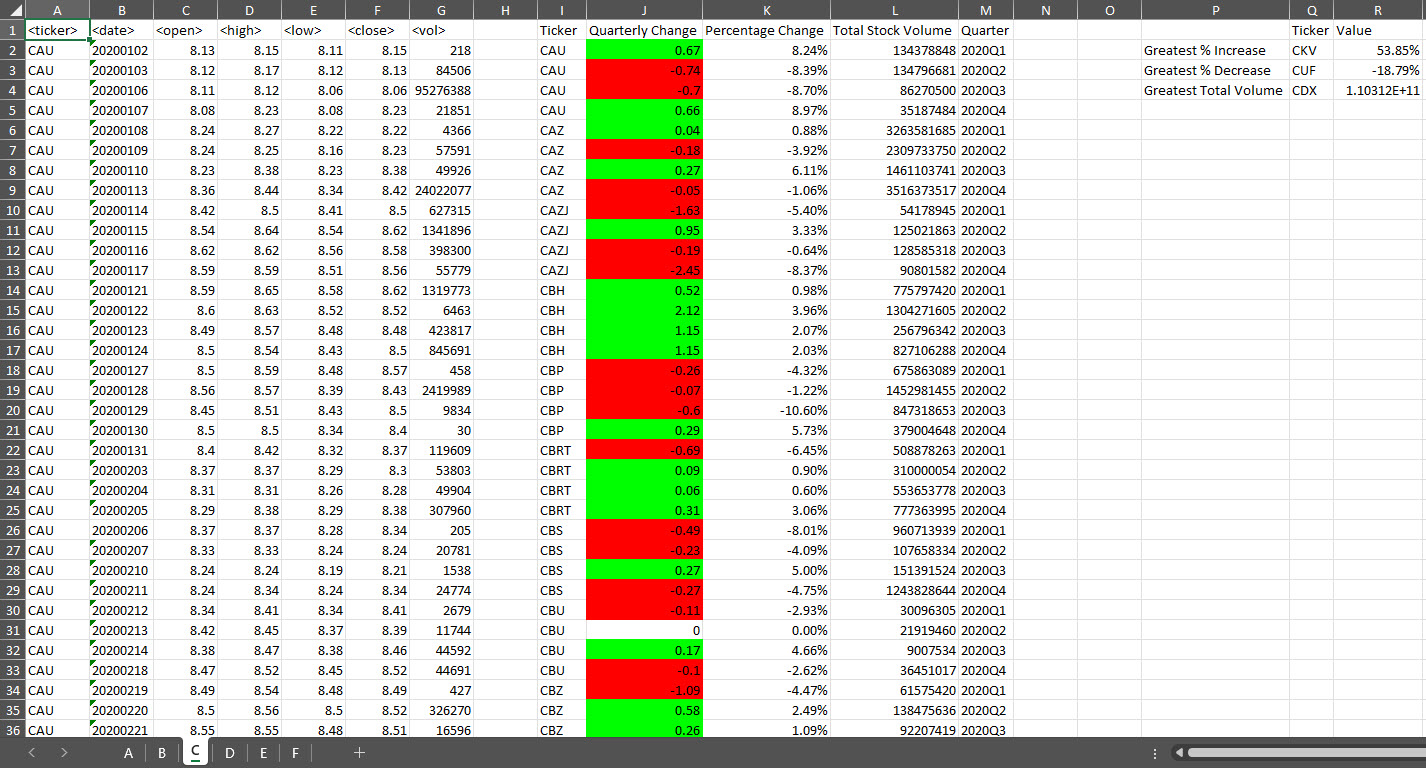 A B C D E F G H I J K L M N O P Q R
1 <ticker> <date> <open> <high> <low> <close> <vol> Ticker Quarterly Change Percentage Change Total Stock Volume Quarter Ticker Value
2 CAU 20200102 8.13 8.15 8.11 8.15 218 CAU 0.67 8.24% 134378848 2020Q1 Greatest % Increase CKV 53.85%
3 CAU 20200103 8.12 8.17 8.12 8.13 84506 CAU -0.74 -8.39% 134796681 2020Q2 Greatest % Decrease CUF -18.79%
4 CAU 20200106 8.11 8.12 8.06 8.06 95276388 CAU -0.7 -8.70% 86270500 2020Q3 Greatest Total Volume CDX 1.10312E+11
5 CAU 20200107 8.08 8.23 8.08 8.23 21851 CAU 0.66 8.97% 35187484 2020Q4
6 CAU 20200108 8.24 8.27 8.22 8.22 4366 CAZ 0.04 0.88% 3263581685 2020Q1
7 CAU 20200109 8.24 8.25 8.16 8.23 57591 CAZ -0.18 -3.92% 2309733750 2020Q2
8 CAU 20200110 8.23 8.38 8.23 8.38 49926 CAZ 0.27 6.11% 1461103741 2020Q3
9 CAU 20200113 8.36 8.44 8.34 8.42 24022077 CAZ -0.05 -1.06% 3516373517 2020Q4
10 CAU 20200114 8.42 8.5 8.41 8.5 627315 CAZJ -1.63 -5.40% 54178945 2020Q1
11 CAU 20200115 8.54 8.64 8.54 8.62 1341896 CAZJ 0.95 3.33% 125021863 2020Q2
12 CAU 20200116 8.62 8.62 8.56 8.58 398300 CAZJ -0.19 -0.64% 128585318 2020Q3
13 CAU 20200117 8.59 8.59 8.51 8.56 55779 CAZJ -2.45 -8.37% 90801582 2020Q4
14 CAU 20200121 8.59 8.65 8.58 8.62 1319773 CBH 0.52 0.98% 775797420 2020Q1
15 CAU 20200122 8.6 8.63 8.52 8.52 6463 CBH 2.12 3.96% 1304271605 2020Q2
16 CAU 20200123 8.49 8.57 8.48 8.48 423817 CBH 1.15 2.07% 256796342 2020Q3
17 CAU 20200124 8.5 8.54 8.43 8.5 845691 CBH 1.15 2.03% 827106288 2020Q4
18 CAU 20200127 8.5 8.59 8.48 8.57 458 CBP -0.26 -4.32% 675863089 2020Q1
19 CAU 20200128 8.56 8.57 8.39 8.43 2419989 CBP -0.07 -1.22% 1452981455 2020Q2
20 CAU 20200129 8.45 8.51 8.43 8.5 9834 CBP -0.6 -10.60% 847318653 2020Q3
21 CAU 20200130 8.5 8.5 8.34 8.4 30 CBP 0.29 5.73% 379004648 2020Q4
22 CAU 20200131 8.4 8.42 8.32 8.37 119609 CBRT -0.69 -6.45% 508878263 2020Q1
23 CAU 20200203 8.37 8.37 8.29 8.3 53803 CBRT 0.09 0.90% 310000054 2020Q2
24 CAU 20200204 8.31 8.31 8.26 8.28 49904 CBRT 0.06 0.60% 553653778 2020Q3
25 CAU 20200205 8.29 8.38 8.29 8.38 307960 CBRT 0.31 3.06% 777363995 2020Q4
26 CAU 20200206 8.37 8.37 8.28 8.34 205 CBS -0.49 -8.01% 960713939 2020Q1
27 CAU 20200207 8.33 8.33 8.24 8.24 20781 CBS -0.23 -4.09% 107658334 2020Q2
28 CAU 20200210 8.24 8.24 8.19 8.21 1538 CBS 0.27 5.00% 151391524 2020Q3
29 CAU 20200211 8.24 8.34 8.24 8.34 24774 CBS -0.27 -4.75% 1243828644 2020Q4
30 CAU 20200212 8.34 8.41 8.34 8.41 2679 CBU -0.11 -2.93% 30096305 2020Q1
31 CAU 20200213 8.42 8.45 8.37 8.39 11744 CBU 0 0.00% 21919460 2020Q2
32 CAU 20200214 8.38 8.47 8.38 8.46 44592 CBU 0.17 4.66% 9007534 2020Q3
33 CAU 20200218 8.47 8.52 8.45 8.52 44691 CBU -0.1 -2.62% 36451017 2020Q4
34 CAU 20200219 8.49 8.54 8.48 8.49 427 CBZ -1.09 -4.47% 61575420 2020Q1
35 CAU 20200220 8.5 8.56 8.5 8.52 326270 CBZ 0.58 2.49% 138475636 2020Q2
36 CAU 20200221 8.55 8.55 8.48 8.51 16596 CBZ 0.26 1.09% 92207419 2020Q3
A B C D E F